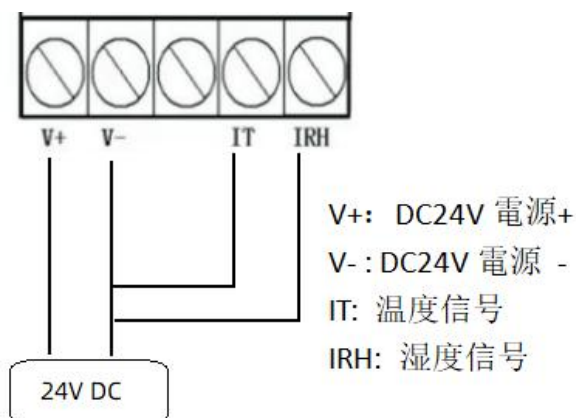 V+ V- IT IRH
V+: DC24V 電源+
V- : DC24V 電源 -
IT: 温度信号
IRH: 湿度信号
24V DC